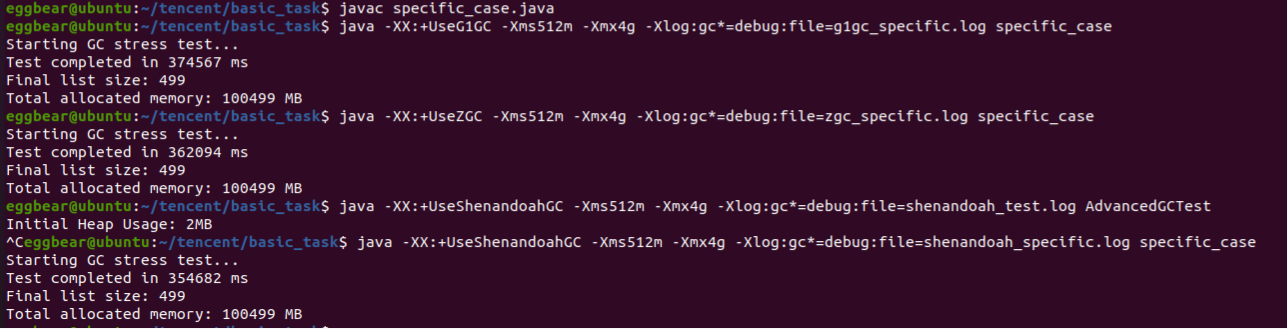 eggbear@ubuntu:~/tencent/basic_task$ javac specific_case.java
eggbear@ubuntu:~/tencent/basic_task$ java -XX:+UseG1GC -Xms512m -Xmx4g -Xlog:gc*=debug:file=g1gc_specific.log specific_case
Starting GC stress test...
Test completed in 374567 ms
Final list size: 499
Total allocated memory: 100499 MB
eggbear@ubuntu:~/tencent/basic_task$ java -XX:+UseZGC -Xms512m -Xmx4g -Xlog:gc*=debug:file=zgc_specific.log specific_case
Starting GC stress test...
Test completed in 362094 ms
Final list size: 499
Total allocated memory: 100499 MB
eggbear@ubuntu:~/tencent/basic_task$ java -XX:+UseShenandoahGC -Xms512m -Xmx4g -Xlog:gc*=debug:file=shenandoah_test.log AdvancedGCTest
Initial Heap Usage: 2MB
^Ceggbear@ubuntu:~/tencent/basic_task$ java -XX:+UseShenandoahGC -Xms512m -Xmx4g -Xlog:gc*=debug:file=shenandoah_specific.log specific_case
Starting GC stress test...
Test completed in 354682 ms
Final list size: 499
Total allocated memory: 100499 MB